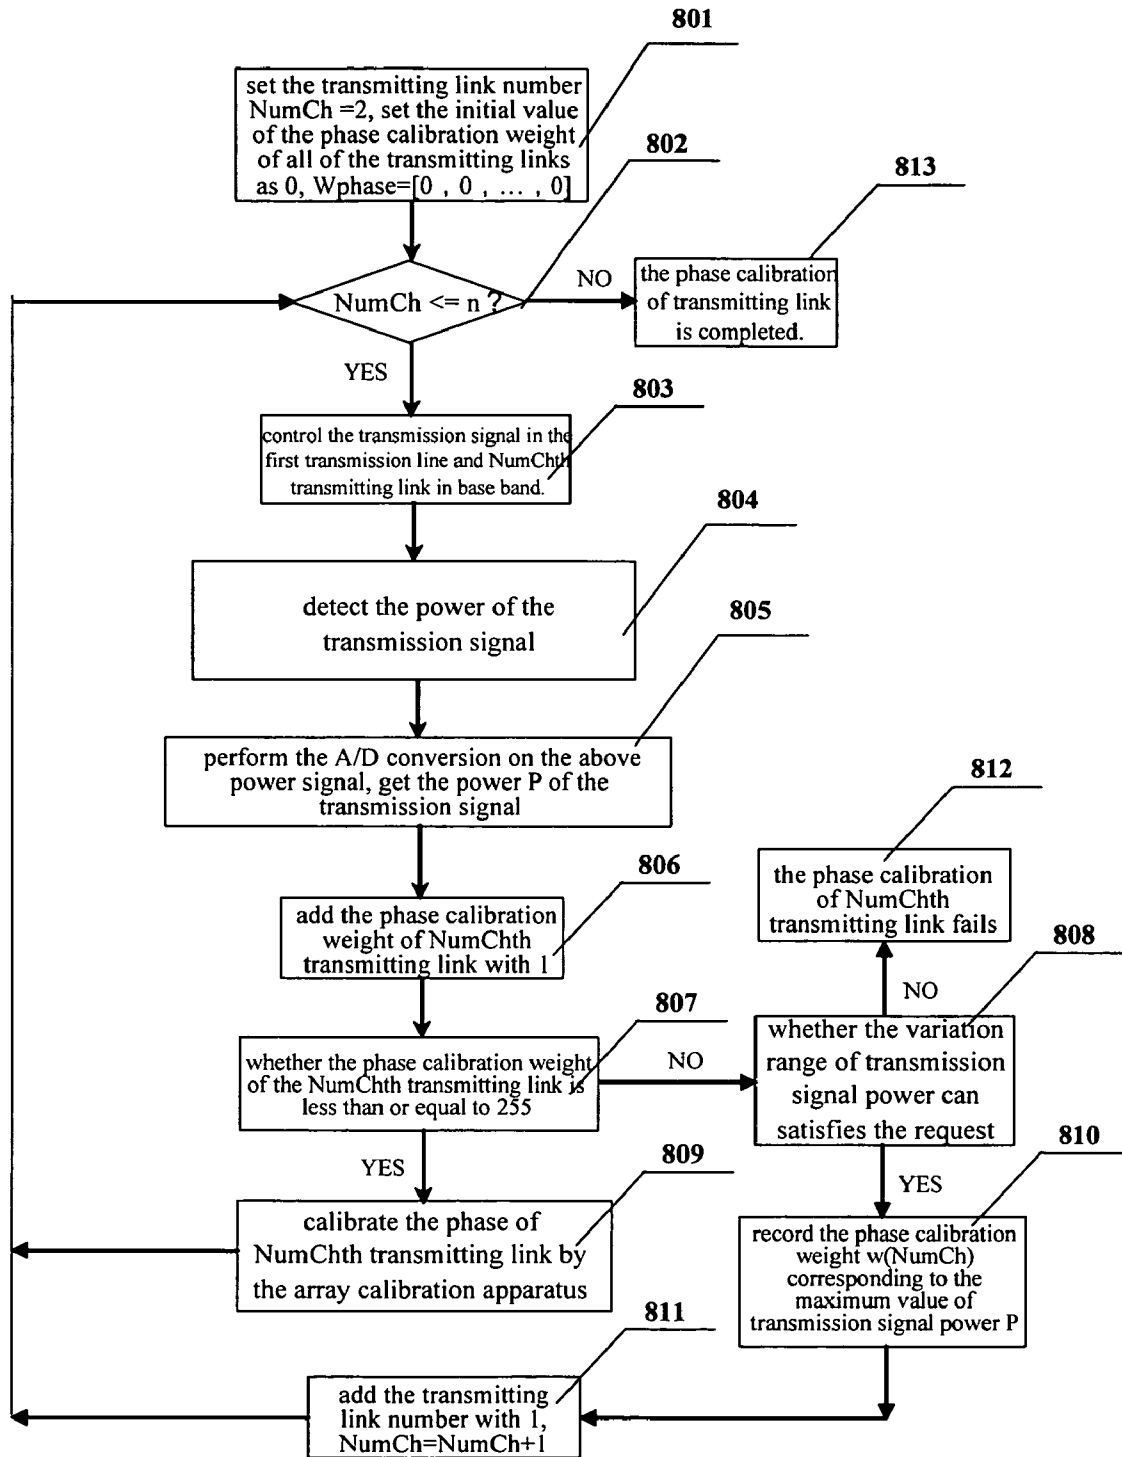 801
set the transmitting link number
NumCh =2, set the initial value
of the phase calibration weight
of all of the transmitting links
as 0, Wphase=[0 , 0 , ... , 0]
802
813
NumCh <= n ?
NO
the phase calibration
of transmitting link
is completed.
YES
803
control the transmission signal in the
first transmission line and NumChth
transmitting link in base band.
804
detect the power of the
transmission signal
805
perform the A/D conversion on the above
power signal, get the power P of the
transmission signal
812
the phase calibration
of NumChth
transmitting link fails
806
add the phase calibration
weight of NumChth
transmitting link with 1
808
NO
807
whether the phase calibration weight
of the NumChth transmitting link is
less than or equal to 255
NO
whether the variation
range of transmission
signal power can
satisfies the request
YES
809
810
YES
calibrate the phase of
NumChth transmitting link by
the array calibration apparatus
record the phase calibration
weight w(NumCh)
corresponding to the
maximum value of
transmission signal power P
811
add the transmitting
link number with 1,
NumCh=NumCh+1